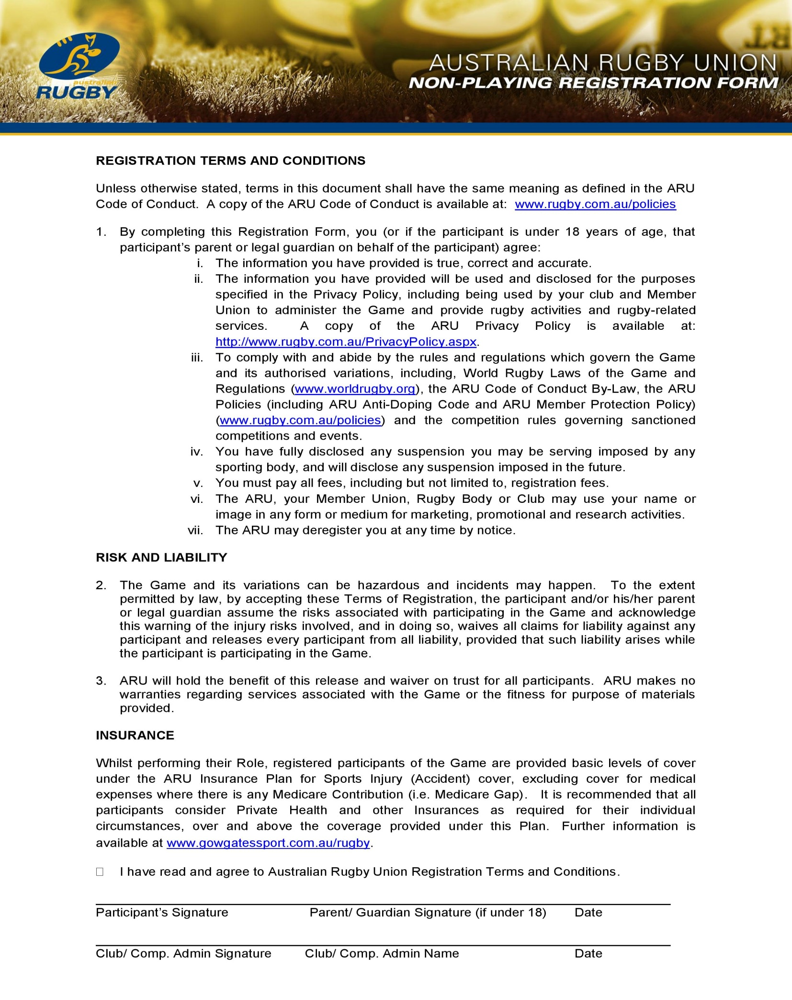 australian
RUGBY
AUSTRALIAN RUGBY UNION
NON-PLAYING REGISTRATION FORM
REGISTRATION TERMS AND CONDITIONS
Unless otherwise stated, terms in this document shall have the same meaning as defined in the ARU
Code of Conduct.  A copy of the ARU Code of Conduct is available at:  www.rugby.com.au/policies
1. By completing this Registration Form, you (or if the participant is under 18 years of age, that
participant’s parent or legal guardian on behalf of the participant) agree:
i. The information you have provided is true, correct and accurate.
ii. The information you have provided will be used and disclosed for the purposes
specified in the Privacy Policy, including being used by your club and Member
Union to administer the Game and provide rugby activities and rugby-related
services. A copy of the ARU Privacy Policy is available at:
http://www.rugby.com.au/PrivacyPolicy.aspx.
iii. To comply with and abide by the rules and regulations which govern the Game
and its authorised variations, including, World Rugby Laws of the Game and
Regulations (www.worldrugby.org), the ARU Code of Conduct By-Law, the ARU
Policies (including ARU Anti-Doping Code and ARU Member Protection Policy)
(www.rugby.com.au/policies) and the competition rules governing sanctioned
competitions and events.
iv. You have fully disclosed any suspension you may be serving imposed by any
sporting body, and will disclose any suspension imposed in the future.
v. You must pay all fees, including but not limited to, registration fees.
vi. The ARU, your Member Union, Rugby Body or Club may use your name or
image in any form or medium for marketing, promotional and research activities.
vii. The ARU may deregister you at any time by notice.
RISK AND LIABILITY
2. The Game and its variations can be hazardous and incidents may happen.  To the extent
permitted by law, by accepting these Terms of Registration, the participant and/or his/her parent
or legal guardian assume the risks associated with participating in the Game and acknowledge
this warning of the injury risks involved, and in doing so, waives all claims for liability against any
participant and releases every participant from all liability, provided that such liability arises while
the participant is participating in the Game.
3. ARU will hold the benefit of this release and waiver on trust for all participants.  ARU makes no
warranties regarding services associated with the Game or the fitness for purpose of materials
provided.
INSURANCE
Whilst performing their Role, registered participants of the Game are provided basic levels of cover
under the ARU Insurance Plan for Sports Injury (Accident) cover, excluding cover for medical
expenses where there is any Medicare Contribution (i.e. Medicare Gap).  It is recommended that all
participants consider Private Health and other Insurances as required for their individual
circumstances, over and above the coverage provided under this Plan.  Further information is
available at www.gowgatessport.com.au/rugby.
☐ I have read and agree to Australian Rugby Union Registration Terms and Conditions.
Participant’s Signature Parent/ Guardian Signature (if under 18) Date
Club/ Comp. Admin Signature Club/ Comp. Admin Name Date